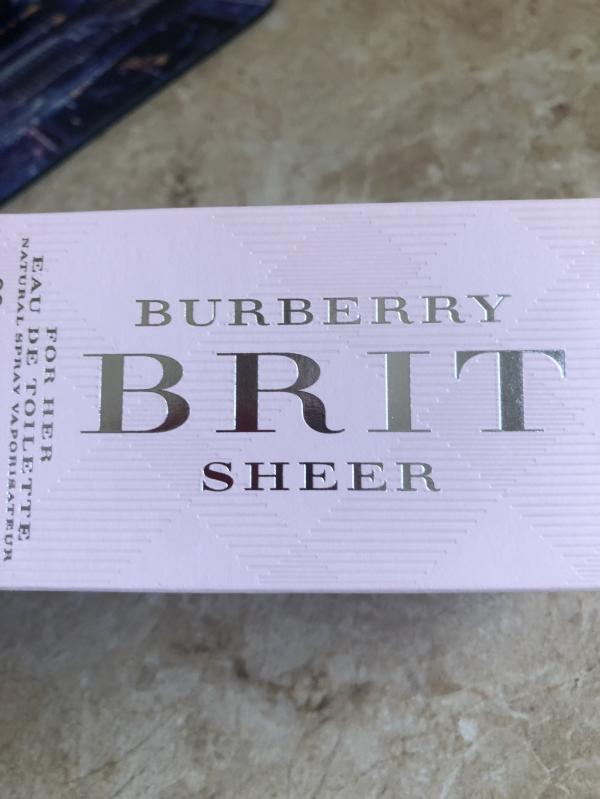 BURBERRY
BRIT
SHEER
FOR HER
EAU DE TOILETTE
NATURAL SPRAY VAPORISATEUR